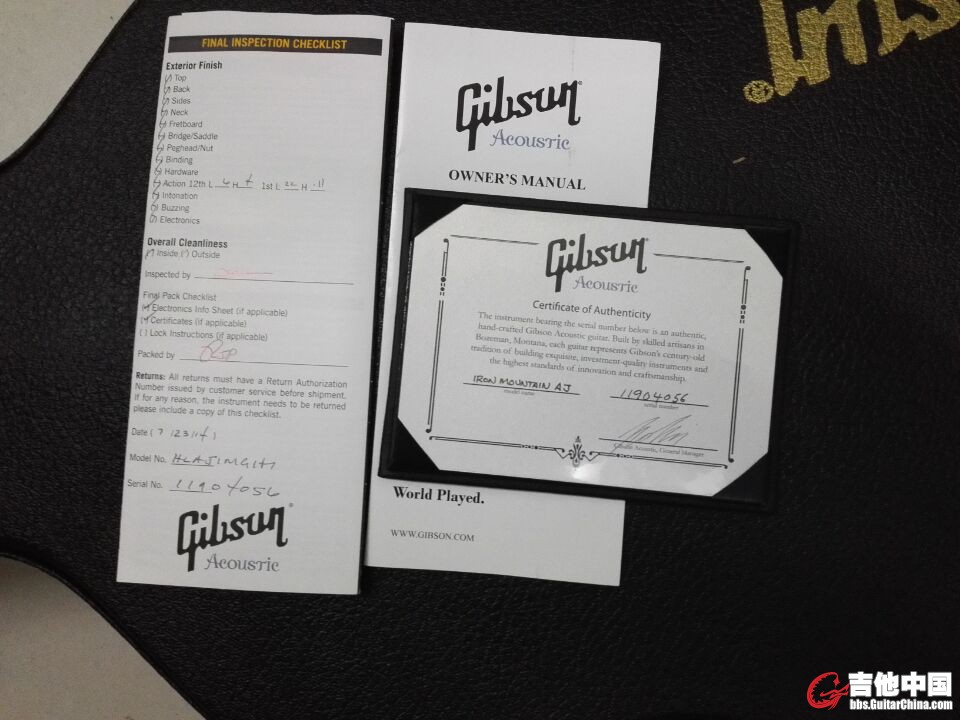 FINAL INSPECTION CHECKLIST
Exterior Finish
Top
Back
Sides
Neck
Fretboard
Bridge/Saddle
Peghead/Nut
Binding
Hardware
Action 12th L 6 H 4 1st L H
Intonation
Buzzing
Electronics
Overall Cleanliness
Inside ( ) Outside
Inspected by
Final Pack Checklist
Electronics Info Sheet (if applicable)
Certificates (if applicable)
( ) Lock Instructions (if applicable)
Packed by
Returns: All returns must have a Return Authorization
Number issued by customer service before shipment.
If for any reason, the instrument needs to be returned
please include a copy of this checklist.
Date ( 7 /23/14 )
Model No. HLAJIMGH1
Serial No. 11904056
Gibson
Acoustic
Gibson
Acoustic
OWNER'S MANUAL
Gibson
Acoustic
Certificate of Authenticity
The instrument bearing the serial number below is an authentic,
hand-crafted Gibson Acoustic guitar. Built by skilled artisans in
Bozeman, Montana, each guitar represents Gibson's century-old
tradition of building exquisite, investment-quality instruments and
the highest standards of innovation and craftsmanship.
IRON MOUNTAIN AJ
model name
11904056
serial number
Gibson Acoustic, General Manager
World Played.
WWW.GIBSON.COM
吉他中国
bbs.GuitarChina.com